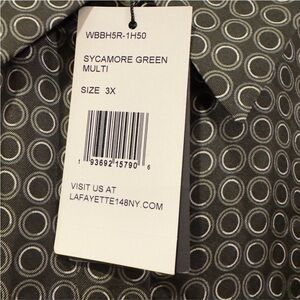 WBBH5R-1H50
SYCAMORE GREEN
MULTI
SIZE 3X
1 93692 15790 6
VISIT US AT
LAFAYETTE148NY.COM